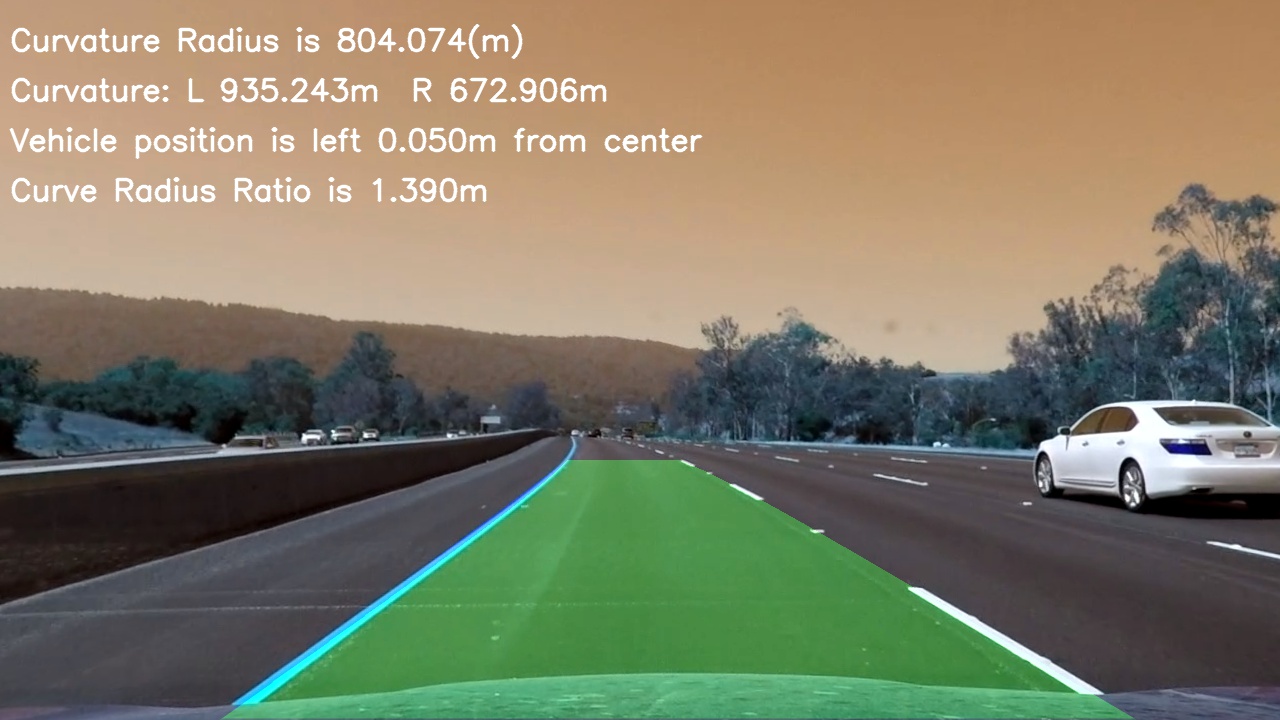 Curvature Radius is 804.074(m)
Curvature: L 935.243m R 672.906m
Vehicle position is left 0.050m from center
Curve Radius Ratio is 1.390m